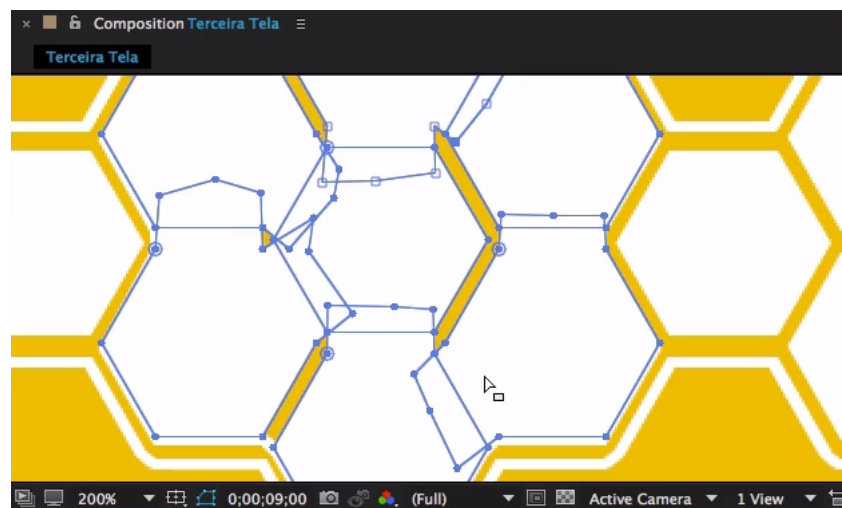 Composition Terceira Tela
Terceira Tela
200% 0;00;09;00 (Full) Active Camera 1 View